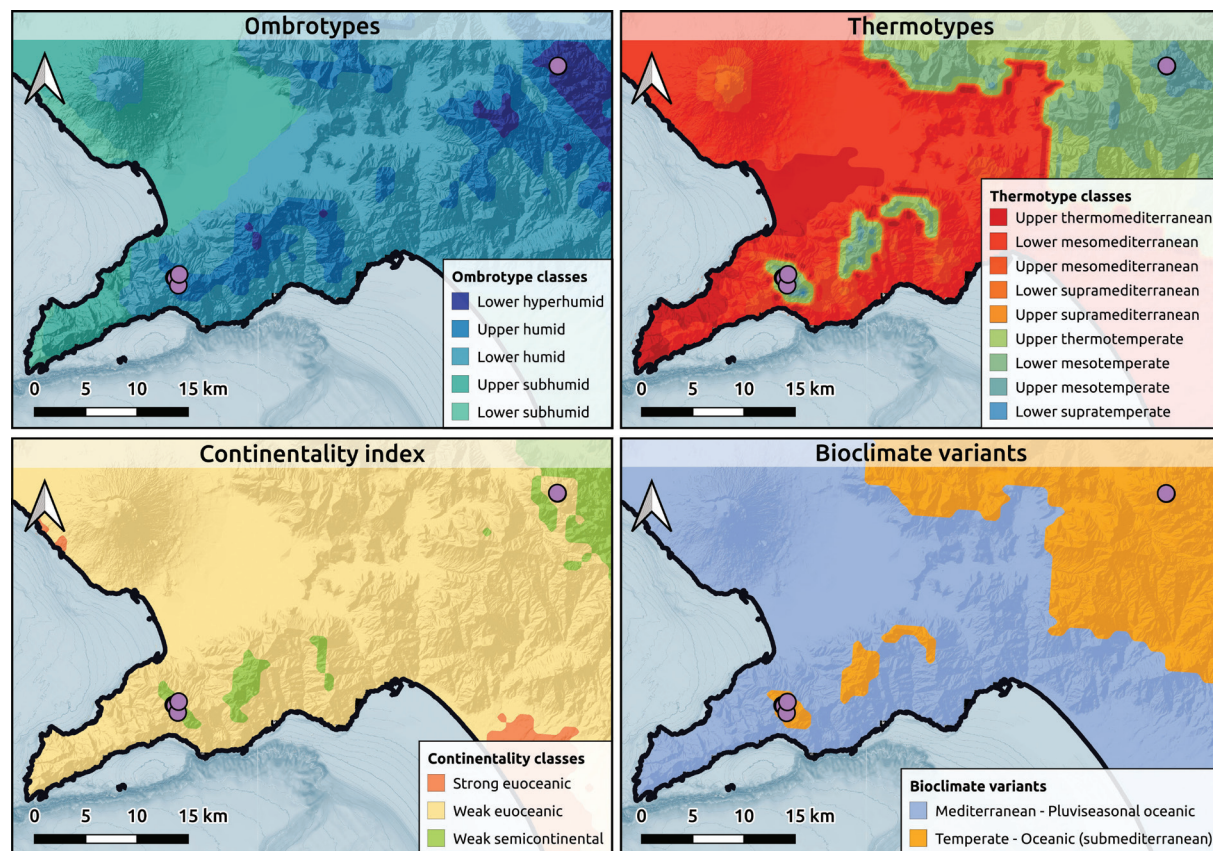 Ombrotypes
Ombrotype classes
Lower hyperhumid
Upper humid
Lower humid
Upper subhumid
Lower subhumid
0 5 10 15 km
Thermotypes
Thermotype classes
Upper thermomediterranean
Lower mesomediterranean
Upper mesomediterranean
Lower supramediterranean
Upper supramediterranean
Upper thermotemperate
Lower mesotemperate
Upper mesotemperate
Lower supratemperate
0 5 10 15 km
Continentality index
Continentality classes
Strong euoceanic
Weak euoceanic
Weak semicontinental
0 5 10 15 km
Bioclimate variants
Bioclimate variants
Mediterranean - Pluviseasonal oceanic
Temperate - Oceanic (submediterranean)
0 5 10 15 km